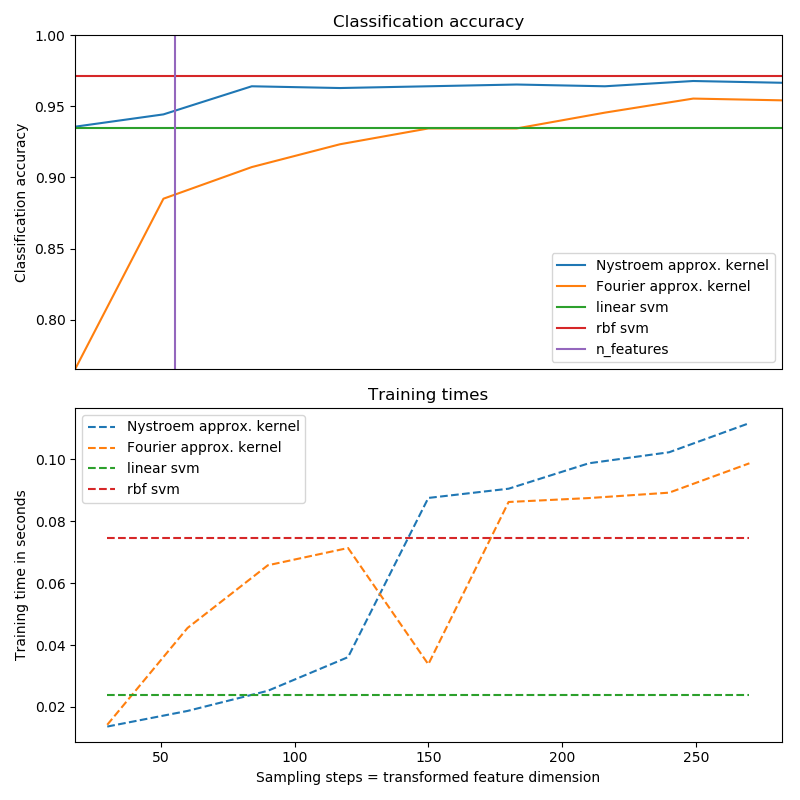 Classification accuracy
1.00
0.95
0.90
0.85
0.80
Classification accuracy
Nystroem approx. kernel
Fourier approx. kernel
linear svm
rbf svm
n_features
Training times
Nystroem approx. kernel
Fourier approx. kernel
linear svm
rbf svm
0.10
0.08
0.06
0.04
0.02
Training time in seconds
50 100 150 200 250
Sampling steps = transformed feature dimension